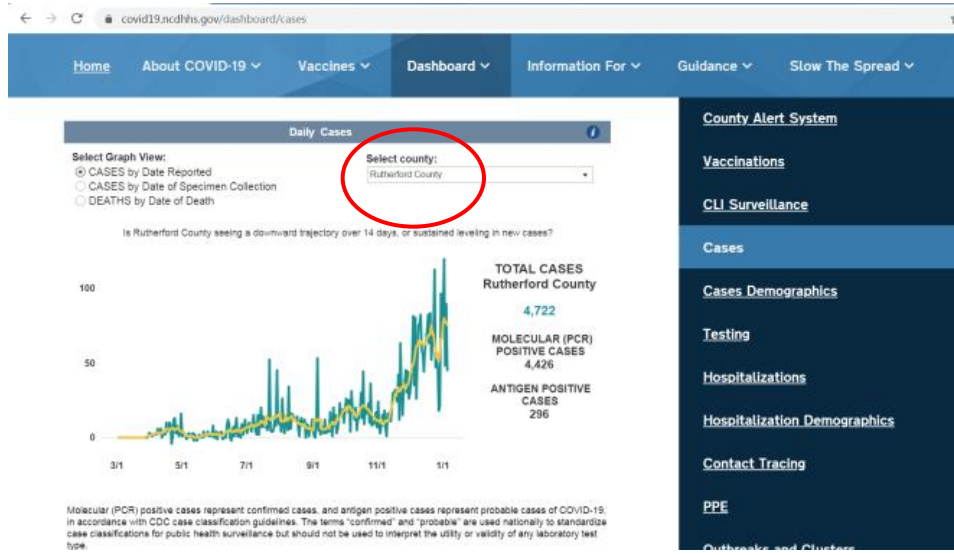 covid19.ncdhhs.gov/dashboard/cases
Home About COVID-19 Vaccines Dashboard Information For Guidance Slow The Spread
Daily Cases
Select Graph View:
CASES by Date Reported
CASES by Date of Specimen Collection
DEATHS by Date of Death
Select county:
Rutherford County
Is Rutherford County seeing a downward trajectory over 14 days, or sustained leveling in new cases?
100
50
0
3/1 5/1 7/1 9/1 11/1 1/1
TOTAL CASES
Rutherford County
4,722
MOLECULAR (PCR)
POSITIVE CASES
4,426
ANTIGEN POSITIVE
CASES
296
Molecular (PCR) positive cases represent confirmed cases, and antigen positive cases represent probable cases of COVID-19,
in accordance with CDC case classification guidelines. The terms "confirmed" and "probable" are used nationally to standardize
case classifications for public health surveillance but should not be used to interpret the utility or validity of any laboratory test
type.
County Alert System
Vaccinations
CLI Surveillance
Cases
Cases Demographics
Testing
Hospitalizations
Hospitalization Demographics
Contact Tracing
PPE
Outbreaks and Clusters